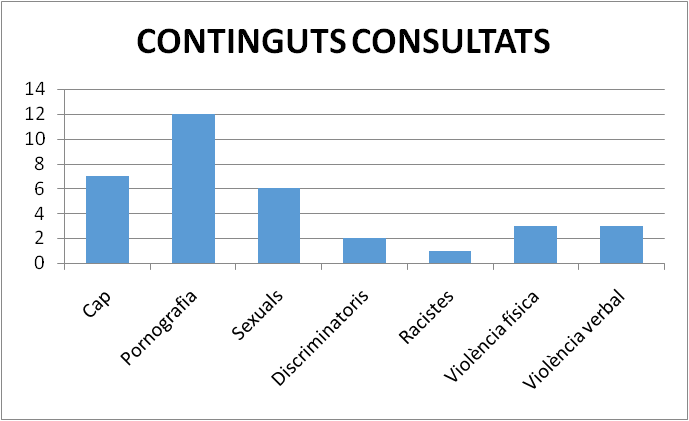 CONTINGUTS CONSULTATS
14
12
10
8
6
4
2
0
Cap
Pornografia
Sexuals
Discriminatoris
Racistes
Violència física
Violència verbal